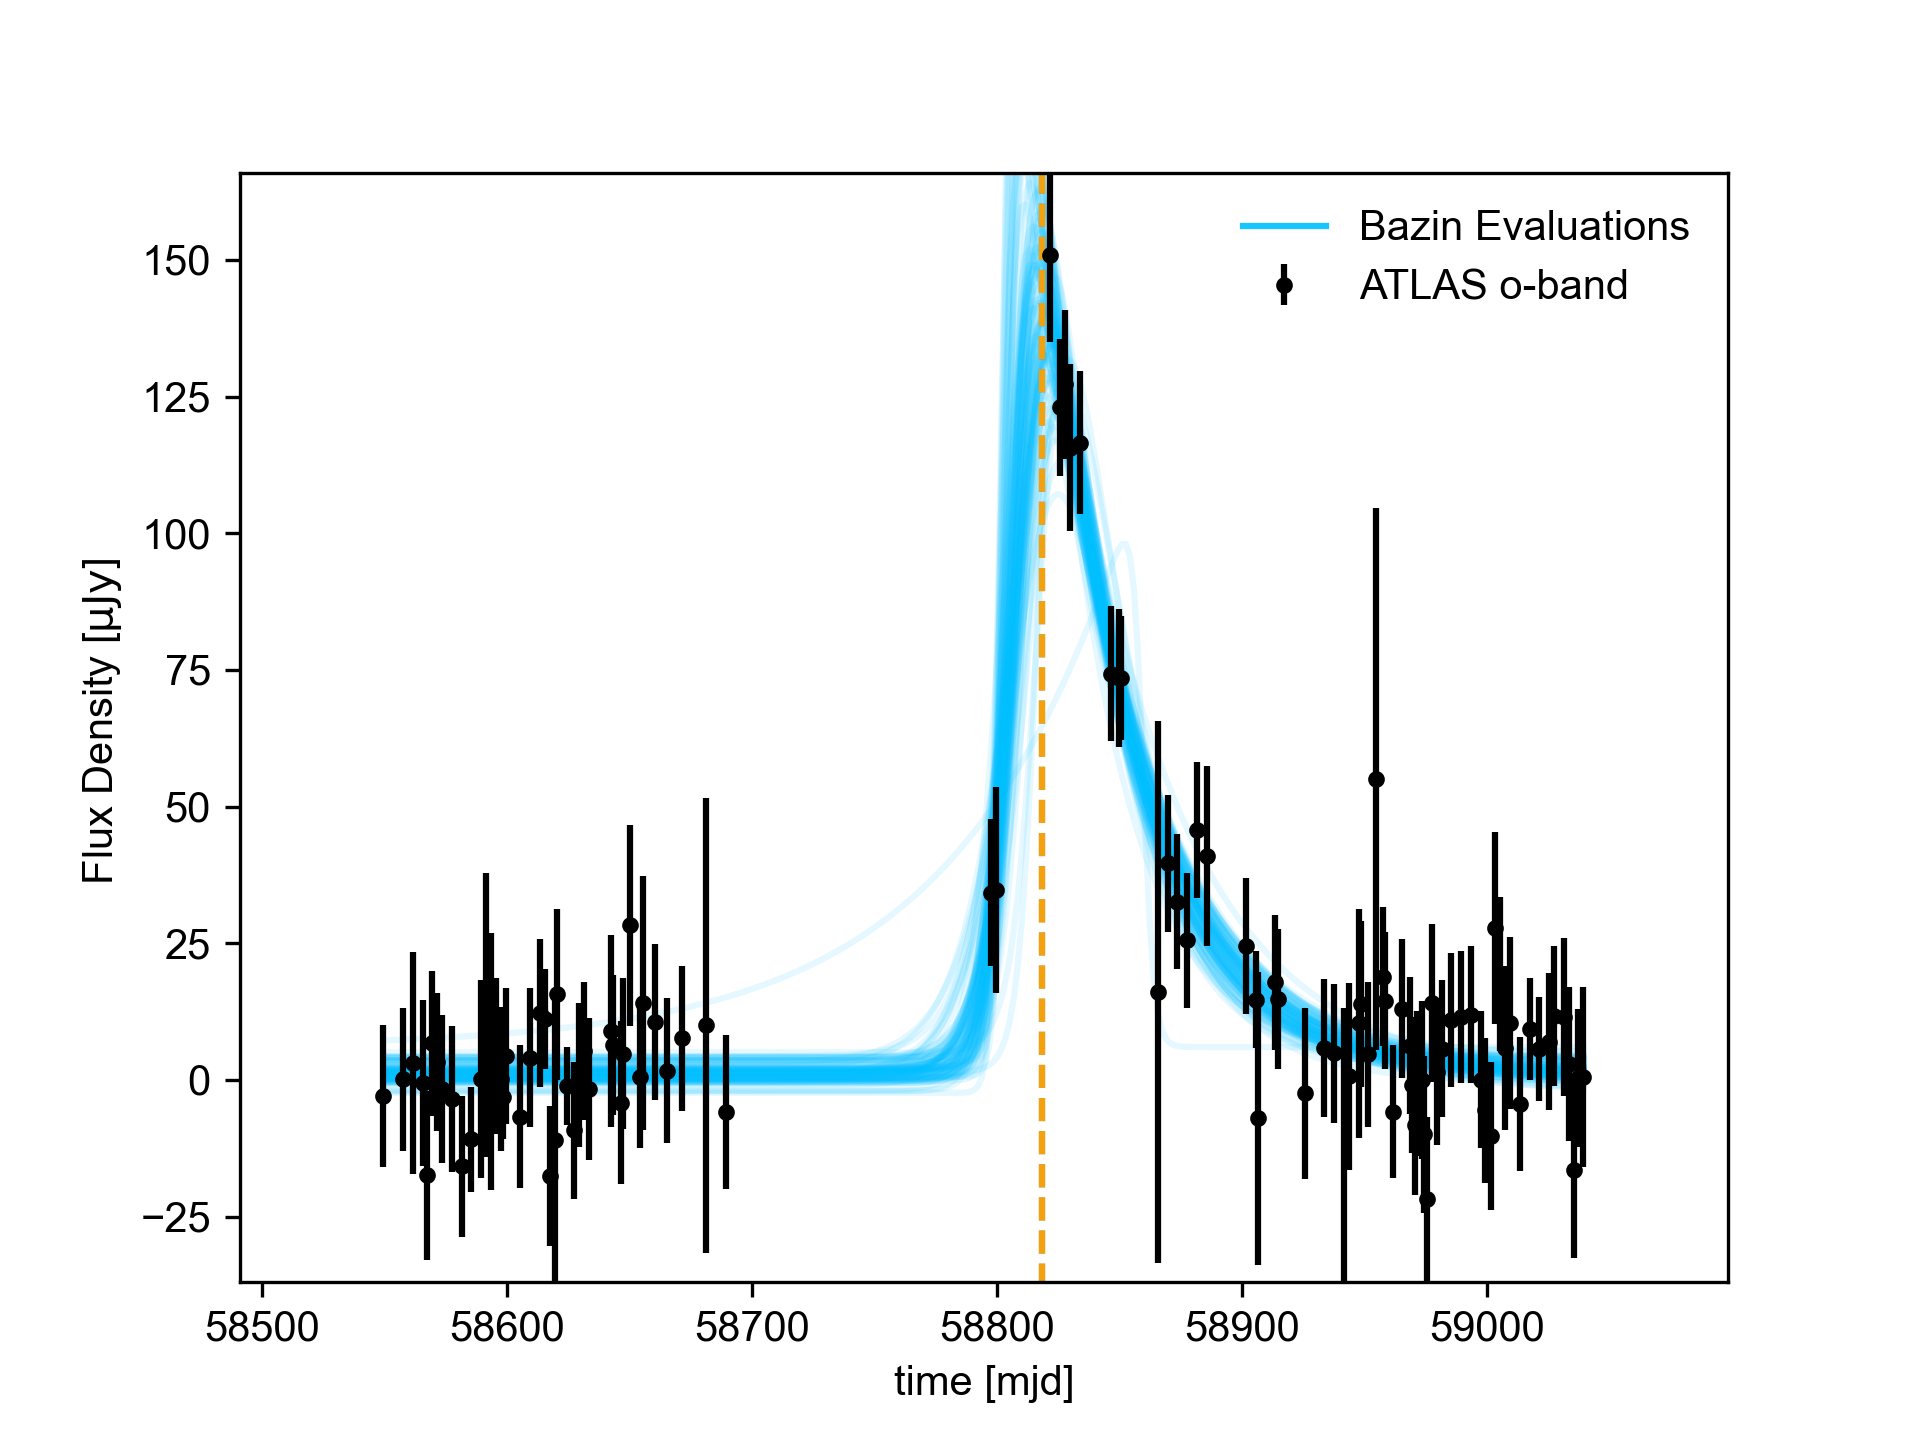 Bazin Evaluations
ATLAS o-band
150
125
100
75
50
25
0
−25
Flux Density [µJy]
58500 58600 58700 58800 58900 59000
time [mjd]